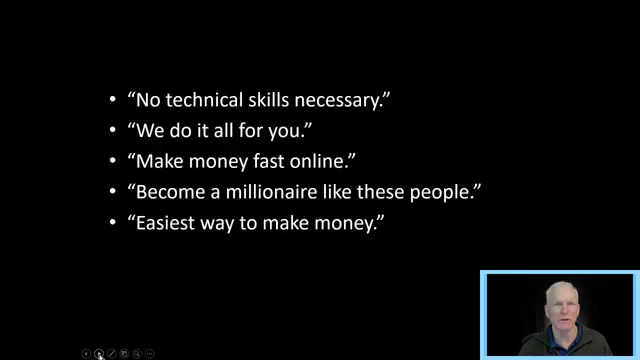 • “No technical skills necessary.”
• “We do it all for you.”
• “Make money fast online.”
• “Become a millionaire like these people.”
• “Easiest way to make money.”